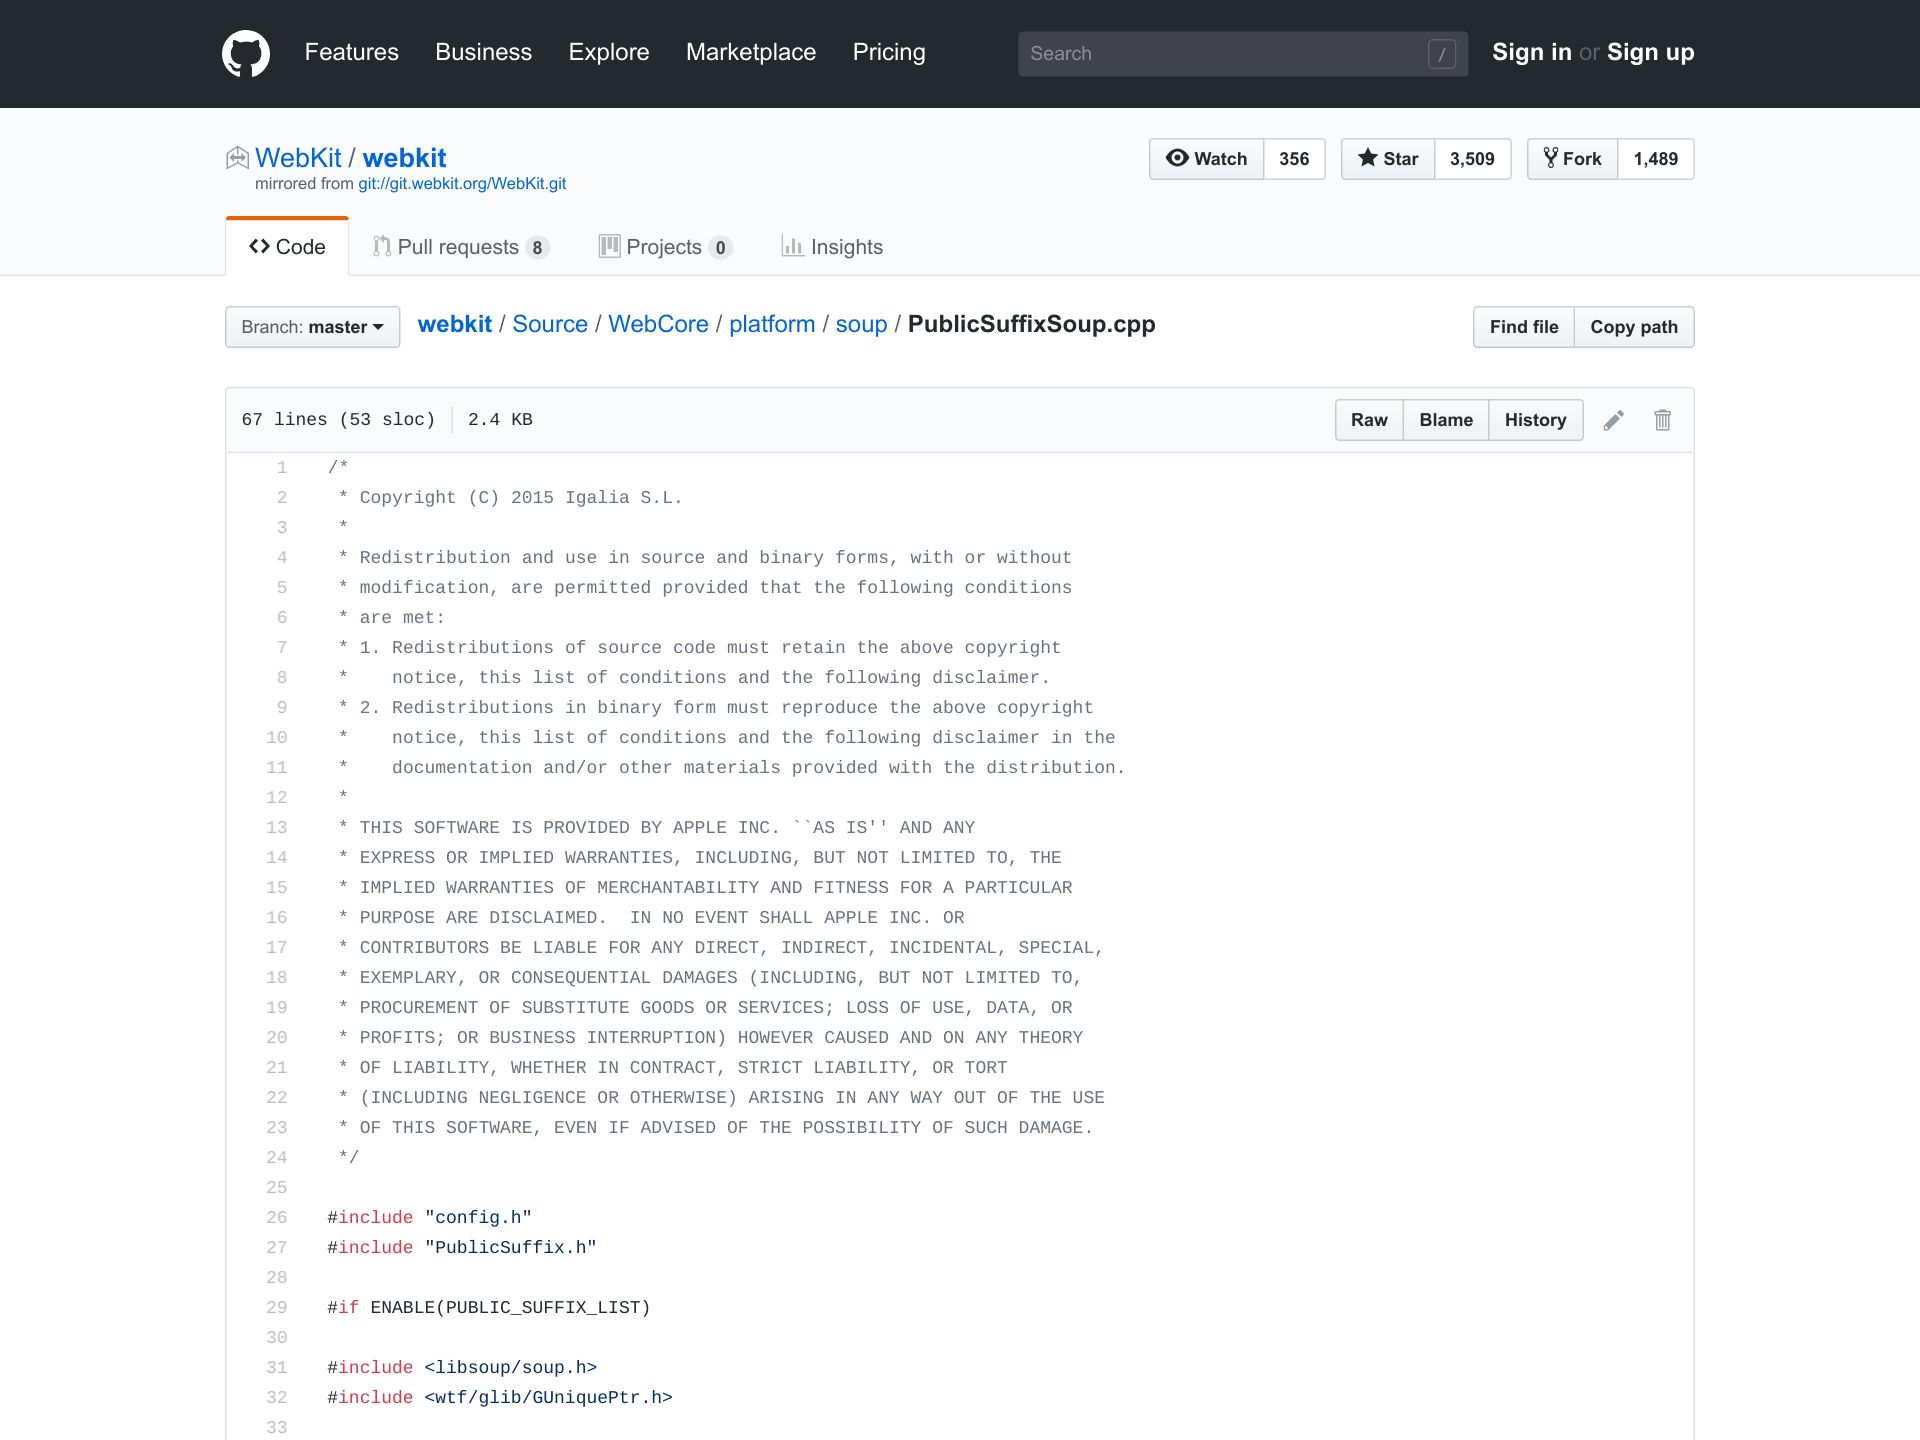 Features Business Explore Marketplace Pricing Search / Sign in or Sign up
WebKit / webkit
mirrored from git://git.webkit.org/WebKit.git
Watch 356 Star 3,509 Fork 1,489
Code Pull requests 8 Projects 0 Insights
Branch: master webkit / Source / WebCore / platform / soup / PublicSuffixSoup.cpp Find file Copy path
67 lines (53 sloc) 2.4 KB Raw Blame History
1 /*
2  * Copyright (C) 2015 Igalia S.L.
3  *
4  * Redistribution and use in source and binary forms, with or without
5  * modification, are permitted provided that the following conditions
6  * are met:
7  * 1. Redistributions of source code must retain the above copyright
8  *    notice, this list of conditions and the following disclaimer.
9  * 2. Redistributions in binary form must reproduce the above copyright
10  *    notice, this list of conditions and the following disclaimer in the
11  *    documentation and/or other materials provided with the distribution.
12  *
13  * THIS SOFTWARE IS PROVIDED BY APPLE INC. ``AS IS'' AND ANY
14  * EXPRESS OR IMPLIED WARRANTIES, INCLUDING, BUT NOT LIMITED TO, THE
15  * IMPLIED WARRANTIES OF MERCHANTABILITY AND FITNESS FOR A PARTICULAR
16  * PURPOSE ARE DISCLAIMED.  IN NO EVENT SHALL APPLE INC. OR
17  * CONTRIBUTORS BE LIABLE FOR ANY DIRECT, INDIRECT, INCIDENTAL, SPECIAL,
18  * EXEMPLARY, OR CONSEQUENTIAL DAMAGES (INCLUDING, BUT NOT LIMITED TO,
19  * PROCUREMENT OF SUBSTITUTE GOODS OR SERVICES; LOSS OF USE, DATA, OR
20  * PROFITS; OR BUSINESS INTERRUPTION) HOWEVER CAUSED AND ON ANY THEORY
21  * OF LIABILITY, WHETHER IN CONTRACT, STRICT LIABILITY, OR TORT
22  * (INCLUDING NEGLIGENCE OR OTHERWISE) ARISING IN ANY WAY OUT OF THE USE
23  * OF THIS SOFTWARE, EVEN IF ADVISED OF THE POSSIBILITY OF SUCH DAMAGE.
24  */
25
26 #include "config.h"
27 #include "PublicSuffix.h"
28
29 #if ENABLE(PUBLIC_SUFFIX_LIST)
30
31 #include <libsoup/soup.h>
32 #include <wtf/glib/GUniquePtr.h>
33